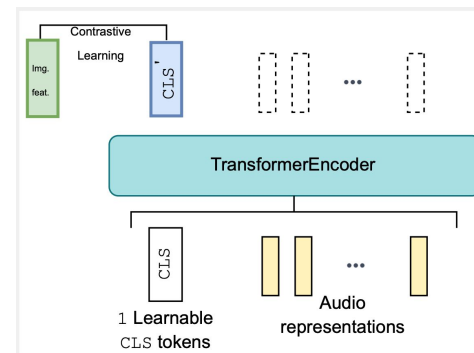 Contrastive
Learning
Img.
feat.
CLS'
...
TransformerEncoder
CLS
...
1 Learnable
CLS tokens
Audio
representations